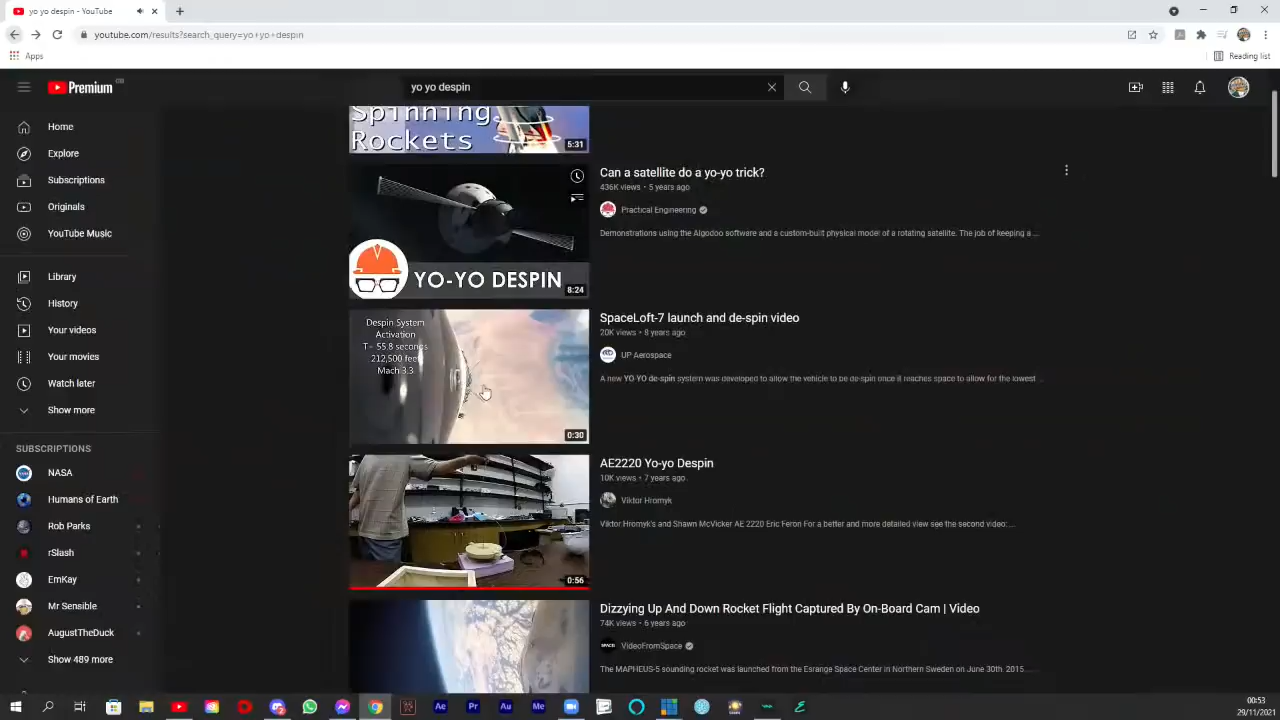 yo yo despin - YouTube
youtube.com/results?search_query=yo+yo+despin
Apps
Reading list
Premium GB
yo yo despin
Home
Explore
Subscriptions
Originals
YouTube Music
Library
History
Your videos
Your movies
Watch later
Show more
SUBSCRIPTIONS
NASA
Humans of Earth
Rob Parks
rSlash
EmKay
Mr Sensible
AugustTheDuck
Show 489 more
Spinning
Rockets
5:31
YO-YO DESPIN
8:24
Can a satellite do a yo-yo trick?
436K views • 5 years ago
Practical Engineering
Demonstrations using the Algodoo software and a custom-built physical model of a rotating satellite. The job of keeping a ...
Despin System
Activation
T- 55.8 seconds
212,500 feet
Mach 3.3
0:30
SpaceLoft-7 launch and de-spin video
20K views • 8 years ago
UP Aerospace
A new YO-YO de-spin system was developed to allow the vehicle to be de-spin once it reaches space to allow for the lowest ...
0:56
AE2220 Yo-yo Despin
10K views • 7 years ago
Viktor Hromyk
Viktor Hromyk's and Shawn McVicker AE 2220 Eric Feron For a better and more detailed view see the second video: ...
Dizzying Up And Down Rocket Flight Captured By On-Board Cam | Video
74K views • 6 years ago
SPACE
VideoFromSpace
The MAPHEUS-5 sounding rocket was launched from the Esrange Space Center in Northern Sweden on June 30th, 2015. ...
Ae
Pr
Au
Me
00:53
29/11/2021